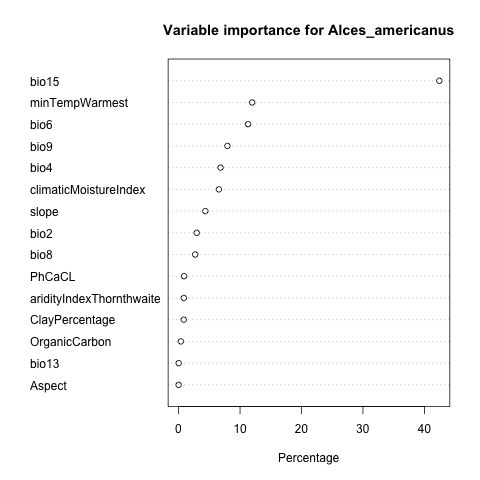 Variable importance for Alces_americanus
bio15
minTempWarmest
bio6
bio9
bio4
climaticMoistureIndex
slope
bio2
bio8
PhCaCL
aridityIndexThornthwaite
ClayPercentage
OrganicCarbon
bio13
Aspect
0 10 20 30 40
Percentage